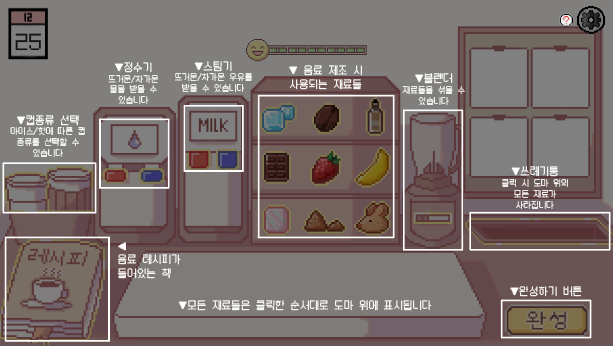 12
25
?
▼정수기
뜨거운/차가운
물을 받을 수
있습니다
▼스팀기
뜨거운/차가운 우유를
받을 수 있습니다
▼ 음료 제조 시
사용되는 재료들
▼블렌더
재료들을 섞을 수
있습니다
▼컵종류 선택
아이스/핫에 따른 컵
종류를 선택할 수
있습니다
MILK
▼쓰레기통
클릭 시 도마 위의
모든 재료가
사라집니다
레시피
◀
음료 레시피가
들어있는 책
▼모든 재료들은 클릭한 순서대로 도마 위에 표시됩니다
▼완성하기 버튼
완성